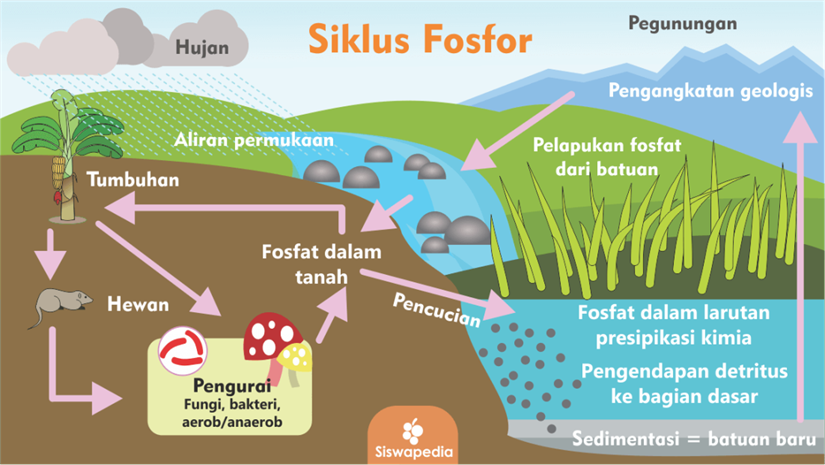 Siklus Fosfor
Pegunungan
Hujan
Pengangkatan geologis
Aliran permukaan
Pelapukan fosfat
dari batuan
Tumbuhan
Fosfat dalam
tanah
Hewan
Pencucian
Fosfat dalam larutan
presipikasi kimia
Pengendapan detritus
ke bagian dasar
Pengurai
Fungi, bakteri,
aerob/anaerob
Sedimentasi = batuan baru
Siswapedia